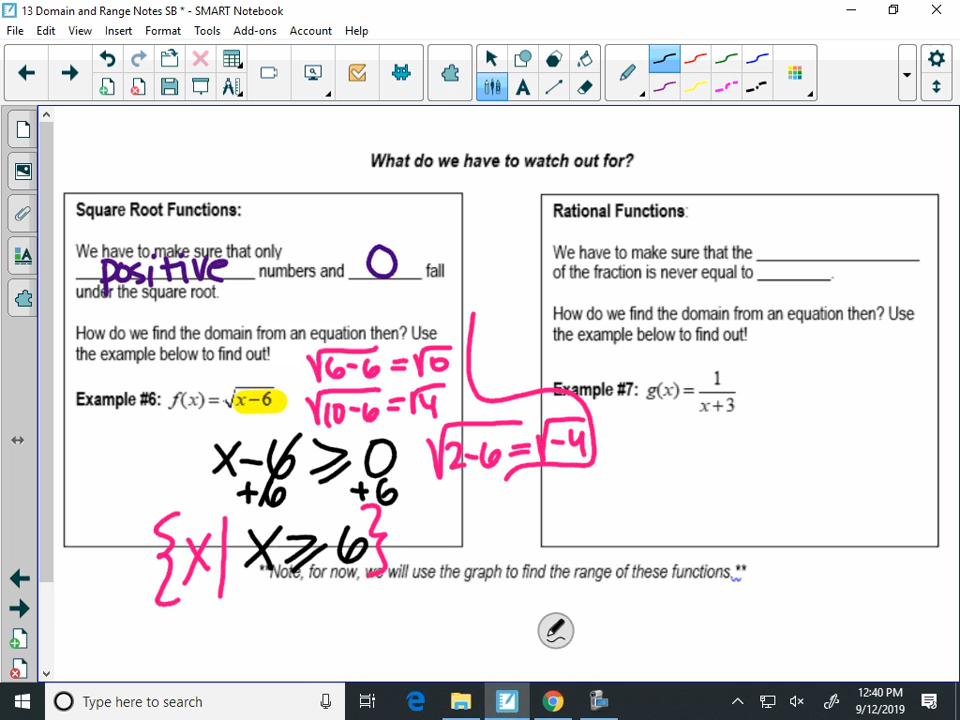 13 Domain and Range Notes SB * - SMART Notebook
File Edit View Insert Format Tools Add-ons Account Help
What do we have to watch out for?
Square Root Functions:
We have to make sure that only
positive numbers and 0 fall
under the square root.
How do we find the domain from an equation then? Use
the example below to find out!
√6-6 = √0
√10-6 = √4
Example #6: f(x) = √x-6
√2-6 = √-4
x-6 ≥ 0
+6 +6
{x| x ≥ 6}
Rational Functions:
We have to make sure that the ____________
of the fraction is never equal to ________.
How do we find the domain from an equation then? Use
the example below to find out!
Example #7: g(x) = 1/(x+3)
**Note, for now, we will use the graph to find the range of these functions.**
Type here to search
12:40 PM
9/12/2019